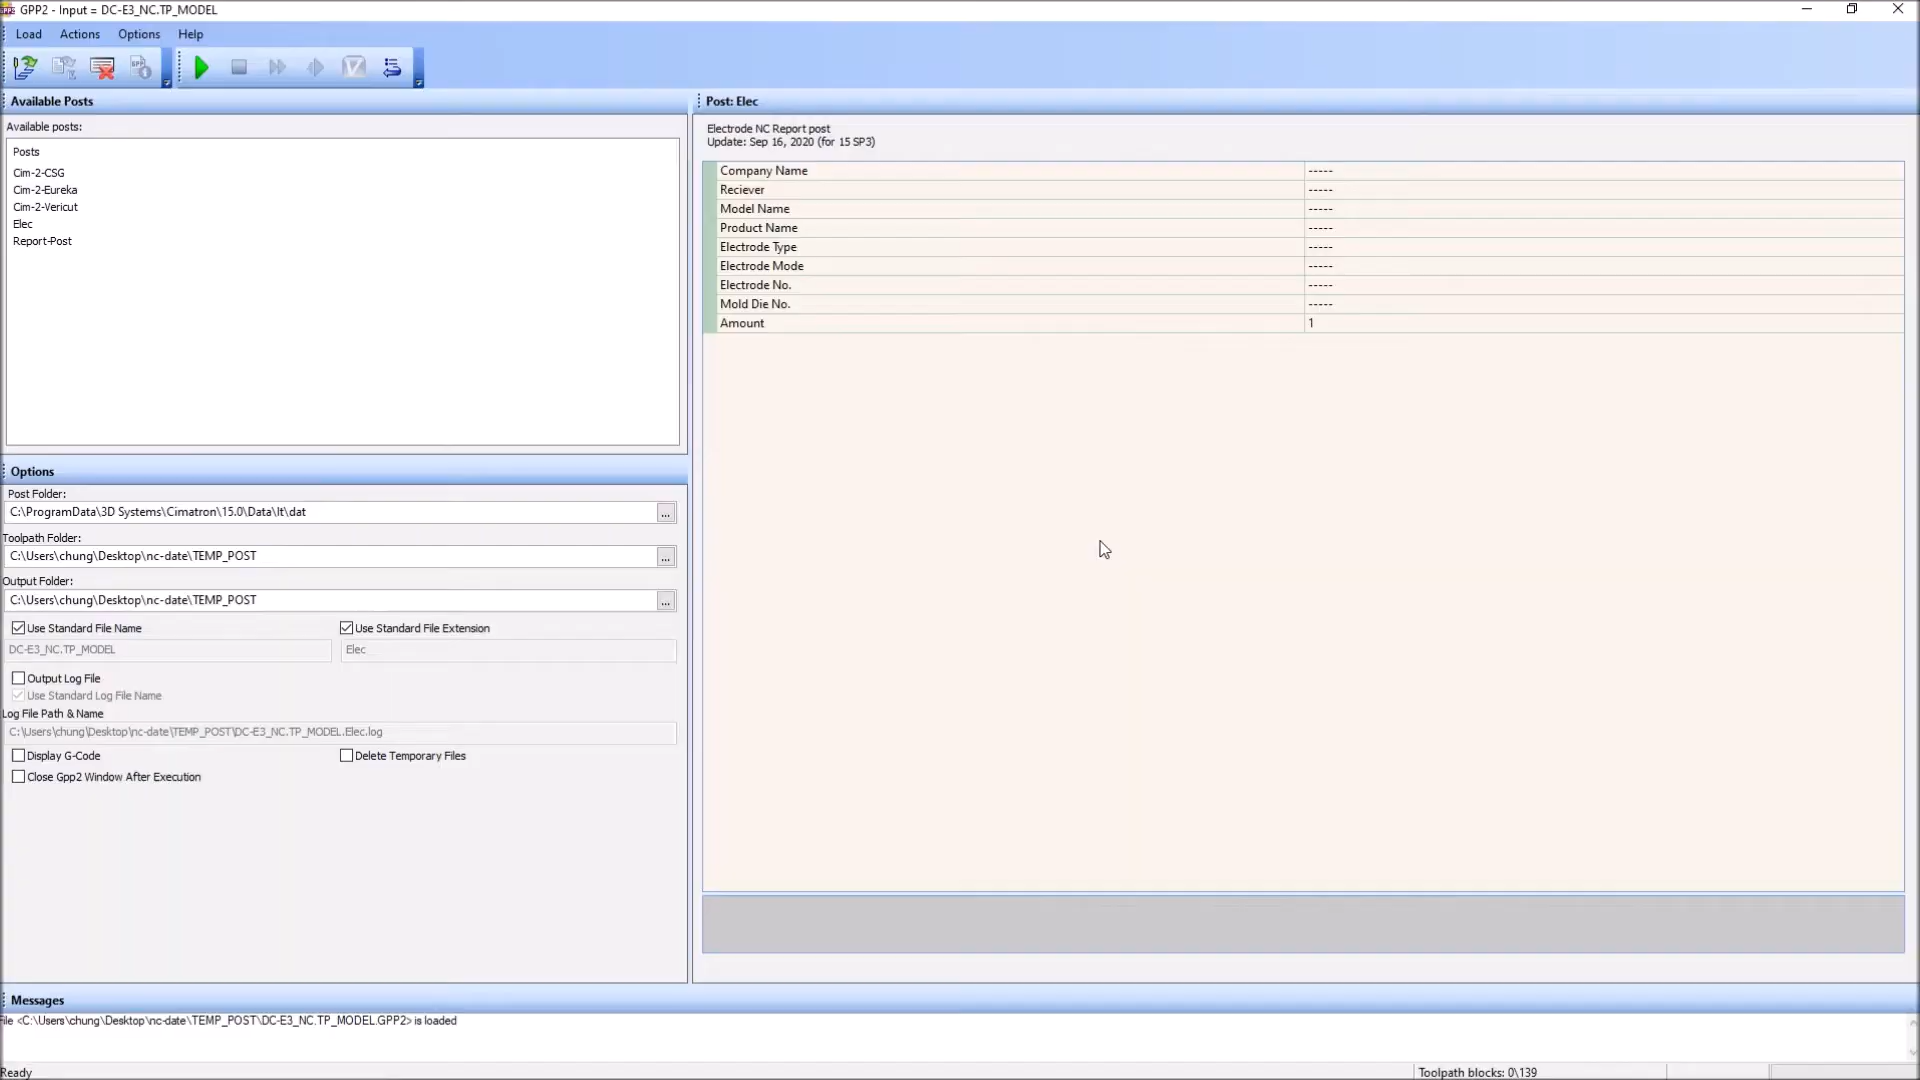 GPP2 - Input = DC-E3_NC.TP_MODEL
Load Actions Options Help
Available Posts
Available posts:
Posts
Cim-2-CSG
Cim-2-Eureka
Cim-2-Vericut
Elec
Report-Post
Options
Post Folder:
C:\ProgramData\3D Systems\Cimatron\15.0\Data\It\dat
...
Toolpath Folder:
C:\Users\chung\Desktop\nc-date\TEMP_POST
...
Output Folder:
C:\Users\chung\Desktop\nc-date\TEMP_POST
...
Use Standard File Name Use Standard File Extension
DC-E3_NC.TP_MODEL Elec
Output Log File
Use Standard Log File Name
Log File Path & Name
C:\Users\chung\Desktop\nc-date\TEMP_POST\DC-E3_NC.TP_MODEL.Elec.log
Display G-Code Delete Temporary Files
Close Gpp2 Window After Execution
Post: Elec
Electrode NC Report post
Update: Sep 16, 2020 (for 15 SP3)
Company Name -----
Reciever -----
Model Name -----
Product Name -----
Electrode Type -----
Electrode Mode -----
Electrode No. -----
Mold Die No. -----
Amount 1
Messages
File <C:\Users\chung\Desktop\nc-date\TEMP_POST\DC-E3_NC.TP_MODEL.GPP2> is loaded
Ready
Toolpath blocks: 0\139